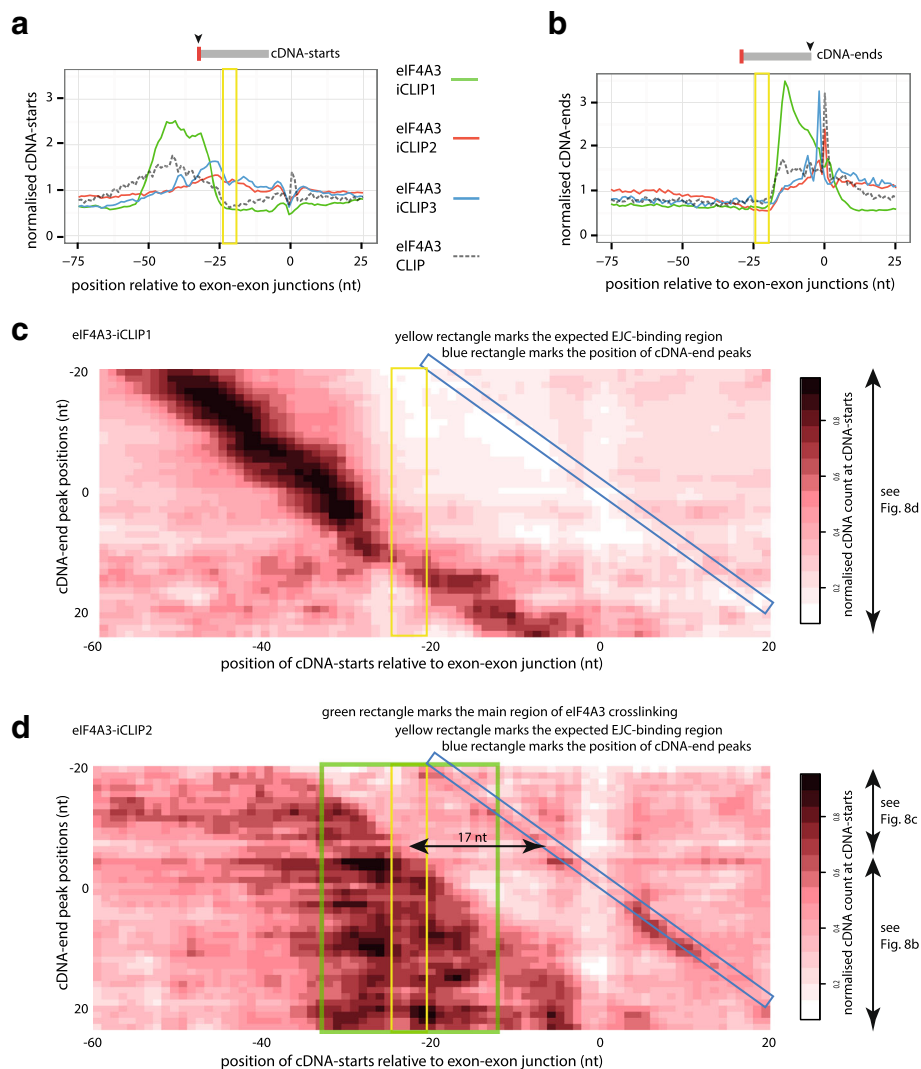 a
cDNA-starts
normalised cDNA-starts
3
2
1
0
−75
−50
−25
0
25
position relative to exon-exon junctions (nt)
eIF4A3
iCLIP1
eIF4A3
iCLIP2
eIF4A3
iCLIP3
eIF4A3
CLIP
b
cDNA-ends
normalised cDNA-ends
3
2
1
0
−75
−50
−25
0
25
position relative to exon-exon junctions (nt)
c
eIF4A3-iCLIP1
yellow rectangle marks the expected EJC-binding region
blue rectangle marks the position of cDNA-end peaks
cDNA-end peak positions (nt)
-20
0
20
-60
-40
-20
0
20
position of cDNA-starts relative to exon-exon junction (nt)
0.8
0.6
0.4
0.2
normalised cDNA count at cDNA-starts
see
Fig. 8d
d
eIF4A3-iCLIP2
green rectangle marks the main region of eIF4A3 crosslinking
yellow rectangle marks the expected EJC-binding region
blue rectangle marks the position of cDNA-end peaks
cDNA-end peak positions (nt)
-20
0
20
17 nt
-60
-40
-20
0
20
position of cDNA-starts relative to exon-exon junction (nt)
0.8
0.6
0.4
0.2
normalised cDNA count at cDNA-starts
see
Fig. 8c
see
Fig. 8b